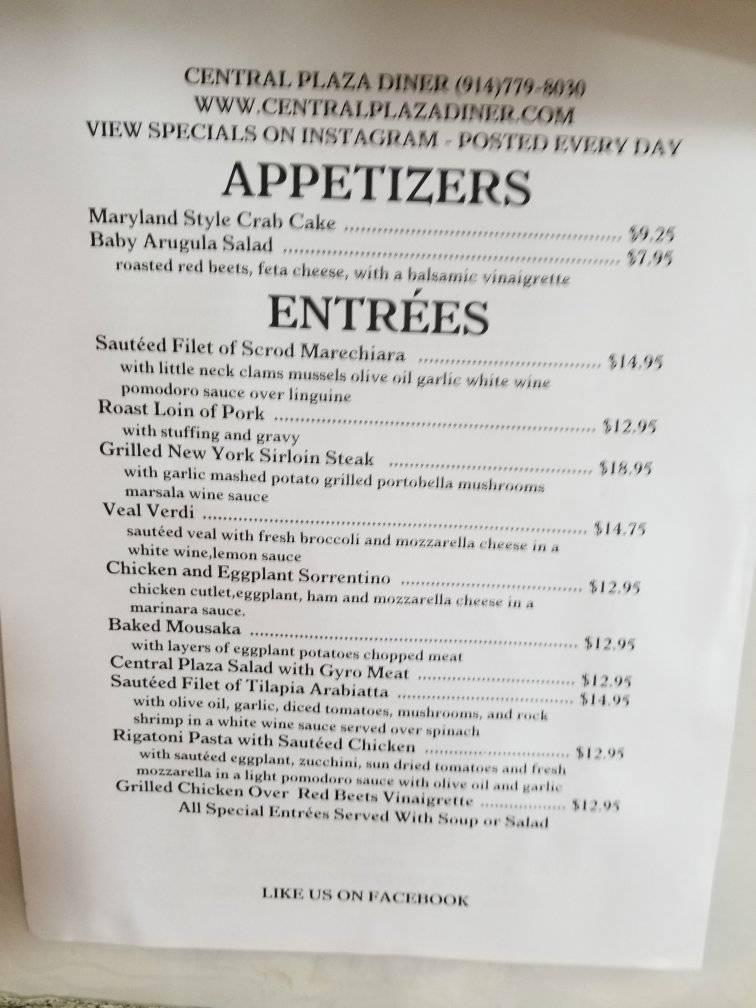 CENTRAL PLAZA DINER (914)779-8030
WWW.CENTRALPLAZADINER.COM
VIEW SPECIALS ON INSTAGRAM - POSTED EVERY DAY
APPETIZERS
Maryland Style Crab Cake ........ $9.25
Baby Arugula Salad ........ $7.95
roasted red beets, feta cheese, with a balsamic vinaigrette
ENTRÉES
Sautéed Filet of Scrod Marechiara ........ $14.95
with little neck clams mussels olive oil garlic white wine
pomodoro sauce over linguine
Roast Loin of Pork ........ $12.95
with stuffing and gravy
Grilled New York Sirloin Steak ........ $18.95
with garlic mashed potato grilled portobella mushrooms
marsala wine sauce
Veal Verdi ........ $14.75
sautéed veal with fresh broccoli and mozzarella cheese in a
white wine,lemon sauce
Chicken and Eggplant Sorrentino ........ $12.95
chicken cutlet,eggplant, ham and mozzarella cheese in a
marinara sauce.
Baked Mousaka ........ $12.95
with layers of eggplant potatoes chopped meat
Central Plaza Salad with Gyro Meat ........ $12.95
Sautéed Filet of Tilapia Arabiatta ........ $14.95
with olive oil, garlic, diced tomatoes, mushrooms, and rock
shrimp in a white wine sauce served over spinach
Rigatoni Pasta with Sautéed Chicken ........ $12.95
with sautéed eggplant, zucchini, sun dried tomatoes and fresh
mozzarella in a light pomodoro sauce with olive oil and garlic
Grilled Chicken Over Red Beets Vinaigrette ........ $12.95
All Special Entrées Served With Soup or Salad
LIKE US ON FACEBOOK